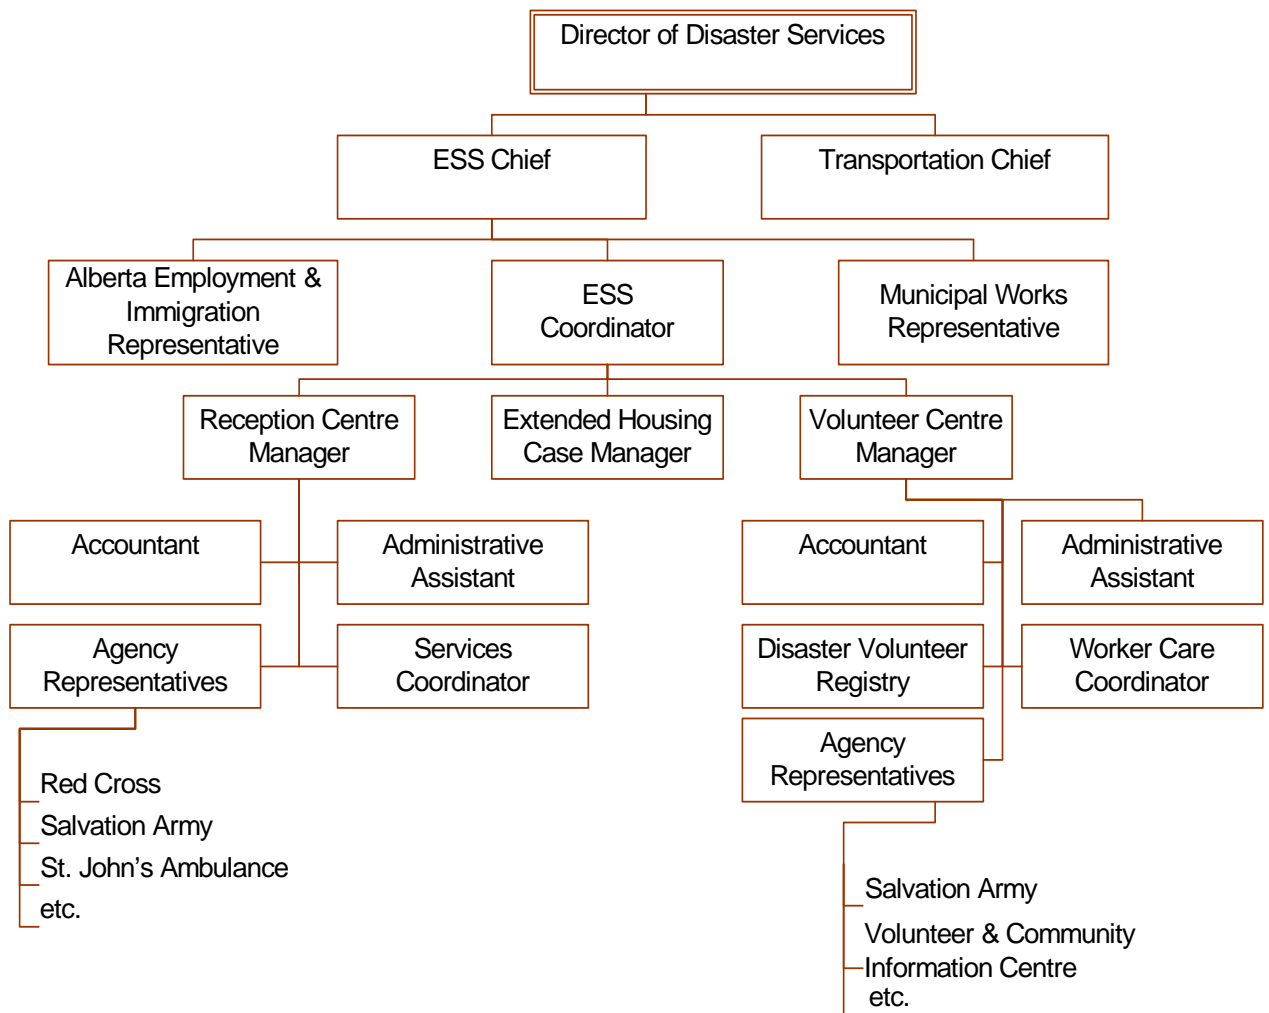 Director of Disaster Services
ESS Chief
Transportation Chief
Alberta Employment &
Immigration
Representative
ESS
Coordinator
Municipal Works
Representative
Reception Centre
Manager
Extended Housing
Case Manager
Volunteer Centre
Manager
Accountant
Administrative
Assistant
Accountant
Administrative
Assistant
Agency
Representatives
Services
Coordinator
Disaster Volunteer
Registry
Worker Care
Coordinator
Agency
Representatives
Red Cross
Salvation Army
St. John’s Ambulance
etc.
Salvation Army
Volunteer & Community
Information Centre
etc.